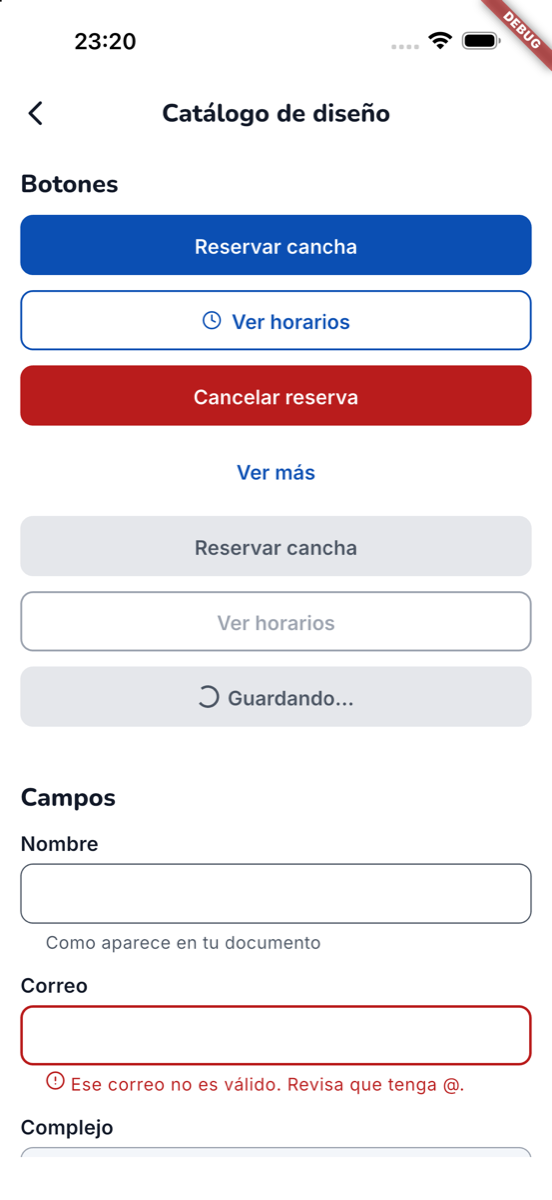 23:20
DEBUG
Catálogo de diseño
Botones
Reservar cancha
Ver horarios
Cancelar reserva
Ver más
Reservar cancha
Ver horarios
Guardando...
Campos
Nombre
Como aparece en tu documento
Correo
Ese correo no es válido. Revisa que tenga @.
Complejo